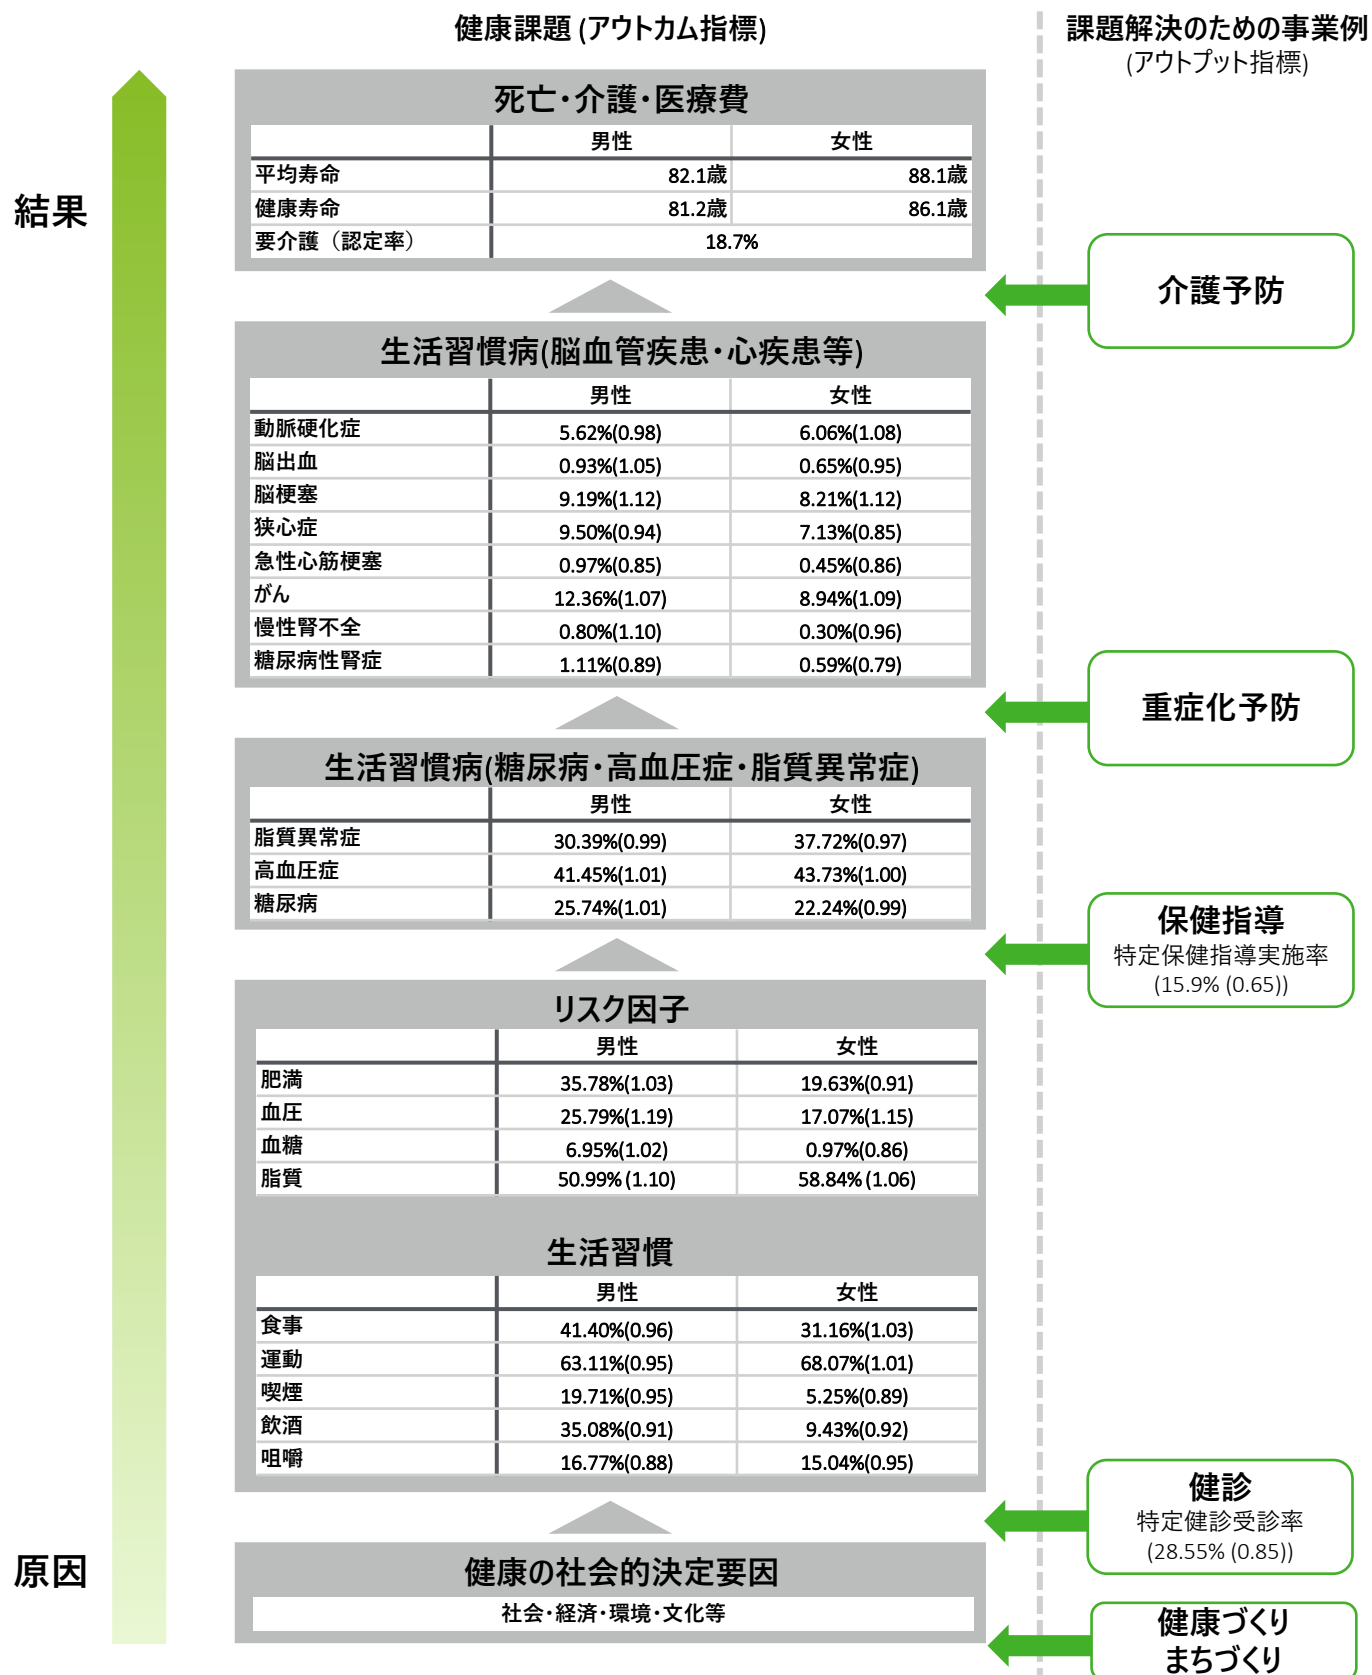 健康課題 (アウトカム指標)
課題解決のための事業例
(アウトプット指標)
結果
死亡・介護・医療費
男性 女性
平均寿命 82.1歳 88.1歳
健康寿命 81.2歳 86.1歳
要介護（認定率） 18.7%
介護予防
生活習慣病(脳血管疾患・心疾患等)
男性 女性
動脈硬化症 5.62%(0.98) 6.06%(1.08)
脳出血 0.93%(1.05) 0.65%(0.95)
脳梗塞 9.19%(1.12) 8.21%(1.12)
狭心症 9.50%(0.94) 7.13%(0.85)
急性心筋梗塞 0.97%(0.85) 0.45%(0.86)
がん 12.36%(1.07) 8.94%(1.09)
慢性腎不全 0.80%(1.10) 0.30%(0.96)
糖尿病性腎症 1.11%(0.89) 0.59%(0.79)
重症化予防
生活習慣病(糖尿病・高血圧症・脂質異常症)
男性 女性
脂質異常症 30.39%(0.99) 37.72%(0.97)
高血圧症 41.45%(1.01) 43.73%(1.00)
糖尿病 25.74%(1.01) 22.24%(0.99)
保健指導
特定保健指導実施率
(15.9% (0.65))
リスク因子
男性 女性
肥満 35.78%(1.03) 19.63%(0.91)
血圧 25.79%(1.19) 17.07%(1.15)
血糖 6.95%(1.02) 0.97%(0.86)
脂質 50.99% (1.10) 58.84% (1.06)
生活習慣
男性 女性
食事 41.40%(0.96) 31.16%(1.03)
運動 63.11%(0.95) 68.07%(1.01)
喫煙 19.71%(0.95) 5.25%(0.89)
飲酒 35.08%(0.91) 9.43%(0.92)
咀嚼 16.77%(0.88) 15.04%(0.95)
健診
特定健診受診率
(28.55% (0.85))
原因
健康の社会的決定要因
社会・経済・環境・文化等
健康づくり
まちづくり